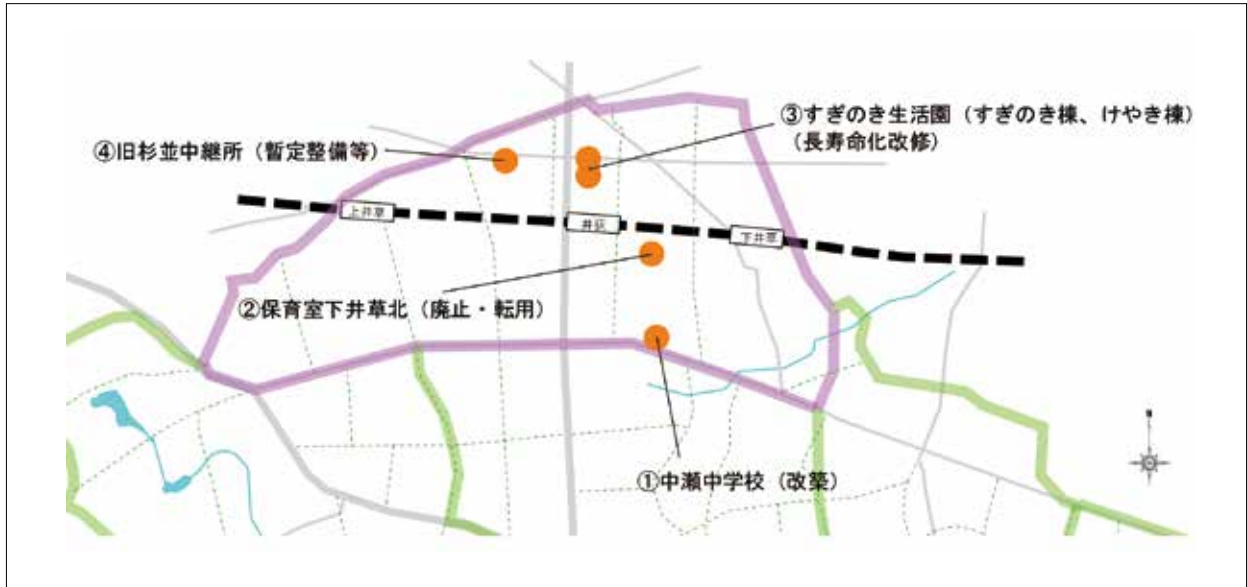 ③すぎのき生活園（すぎのき棟、けやき棟）
（長寿命化改修）
④旧杉並中継所（暫定整備等）
上井草
井荻
下井草
②保育室下井草北（廃止・転用）
①中瀬中学校（改築）